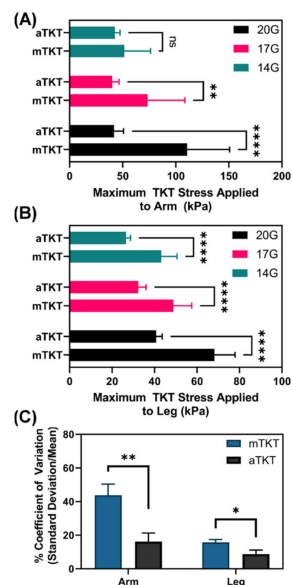 (A)
aTKT
mTKT
ns
20G
17G
14G
aTKT
mTKT
**
aTKT
mTKT
****
0 50 100 150 200
Maximum TKT Stress Applied
to Arm (kPa)
(B)
aTKT
mTKT
****
20G
17G
14G
aTKT
mTKT
****
aTKT
mTKT
****
0 20 40 60 80 100
Maximum TKT Stress Applied
to Leg (kPa)
(C)
% Coefficient of Variation
(Standard Deviation/Mean)
80
60
40
20
0
mTKT
aTKT
**
*
Arm Leg